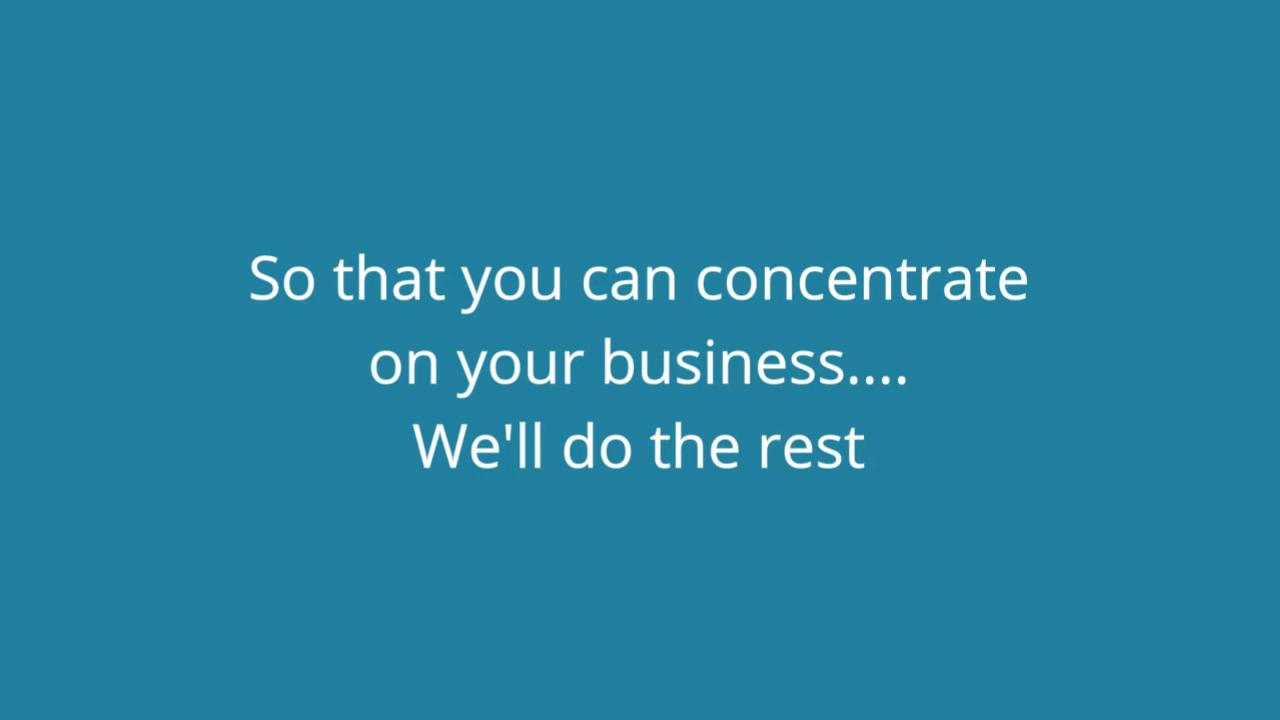 So that you can concentrate
on your business....
We'll do the rest